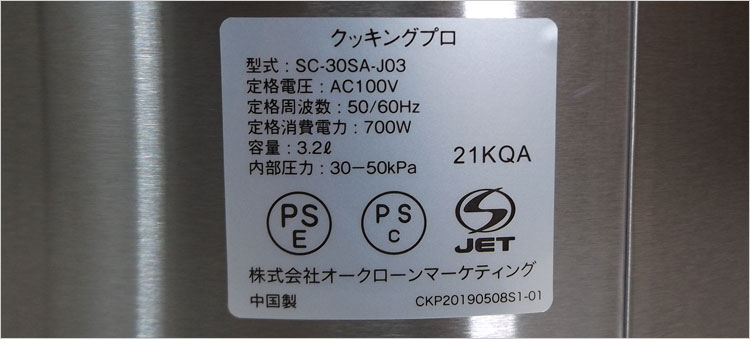 クッキングプロ
型式：SC-30SA-J03
定格電圧：AC100V
定格周波数：50/60Hz
定格消費電力：700W
容量：3.2ℓ
内部圧力：30－50kPa
21KQA
PS
E
PS
C
JET
株式会社オークローンマーケティング
中国製
CKP20190508S1-01